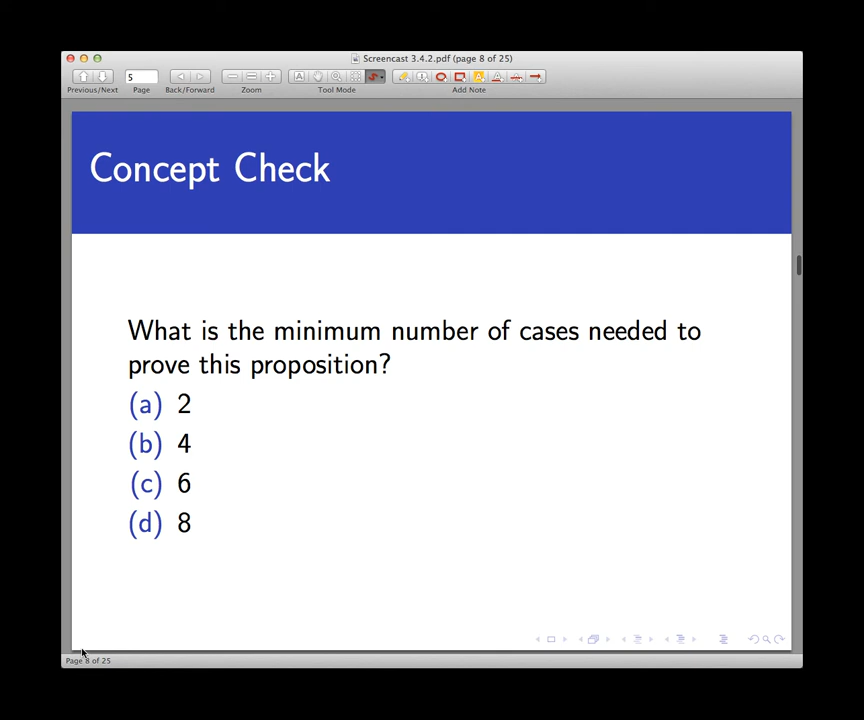 Screencast 3.4.2.pdf (page 8 of 25)
5
Previous/Next Page Back/Forward Zoom Tool Mode Add Note
Concept Check
What is the minimum number of cases needed to
prove this proposition?
(a) 2
(b) 4
(c) 6
(d) 8
Page 8 of 25